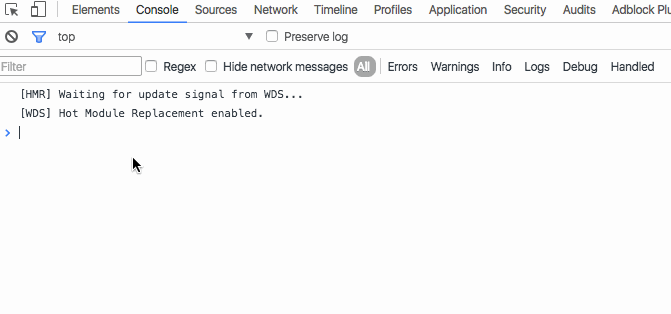 Elements Console Sources Network Timeline Profiles Application Security Audits Adblock Plu
top Preserve log
Filter Regex Hide network messages All Errors Warnings Info Logs Debug Handled
[HMR] Waiting for update signal from WDS...
[WDS] Hot Module Replacement enabled.
>